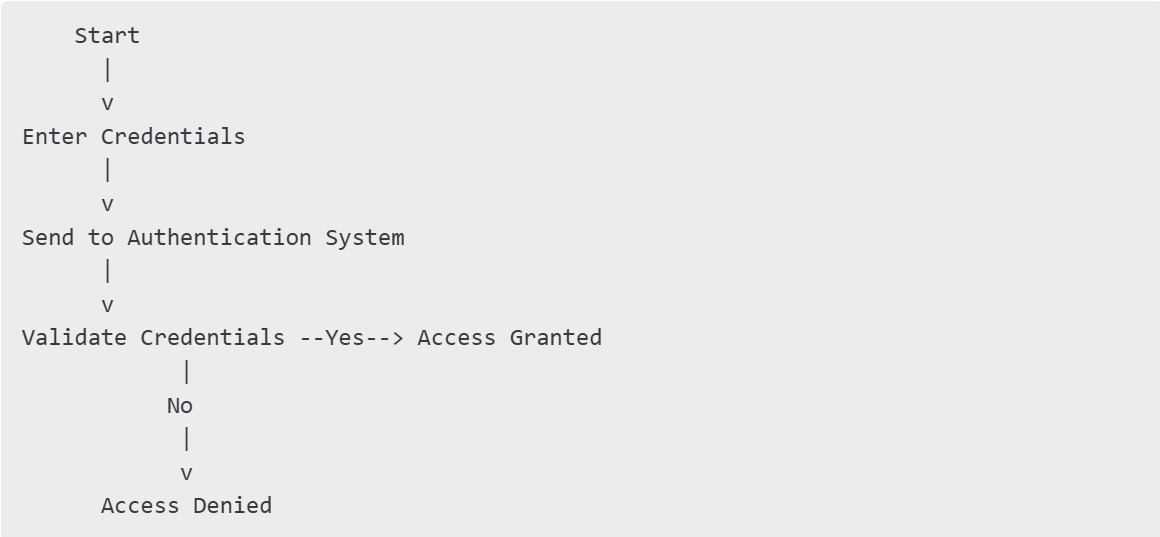 Start
|
v
Enter Credentials
|
v
Send to Authentication System
|
v
Validate Credentials --Yes--> Access Granted
|
No
|
v
Access Denied